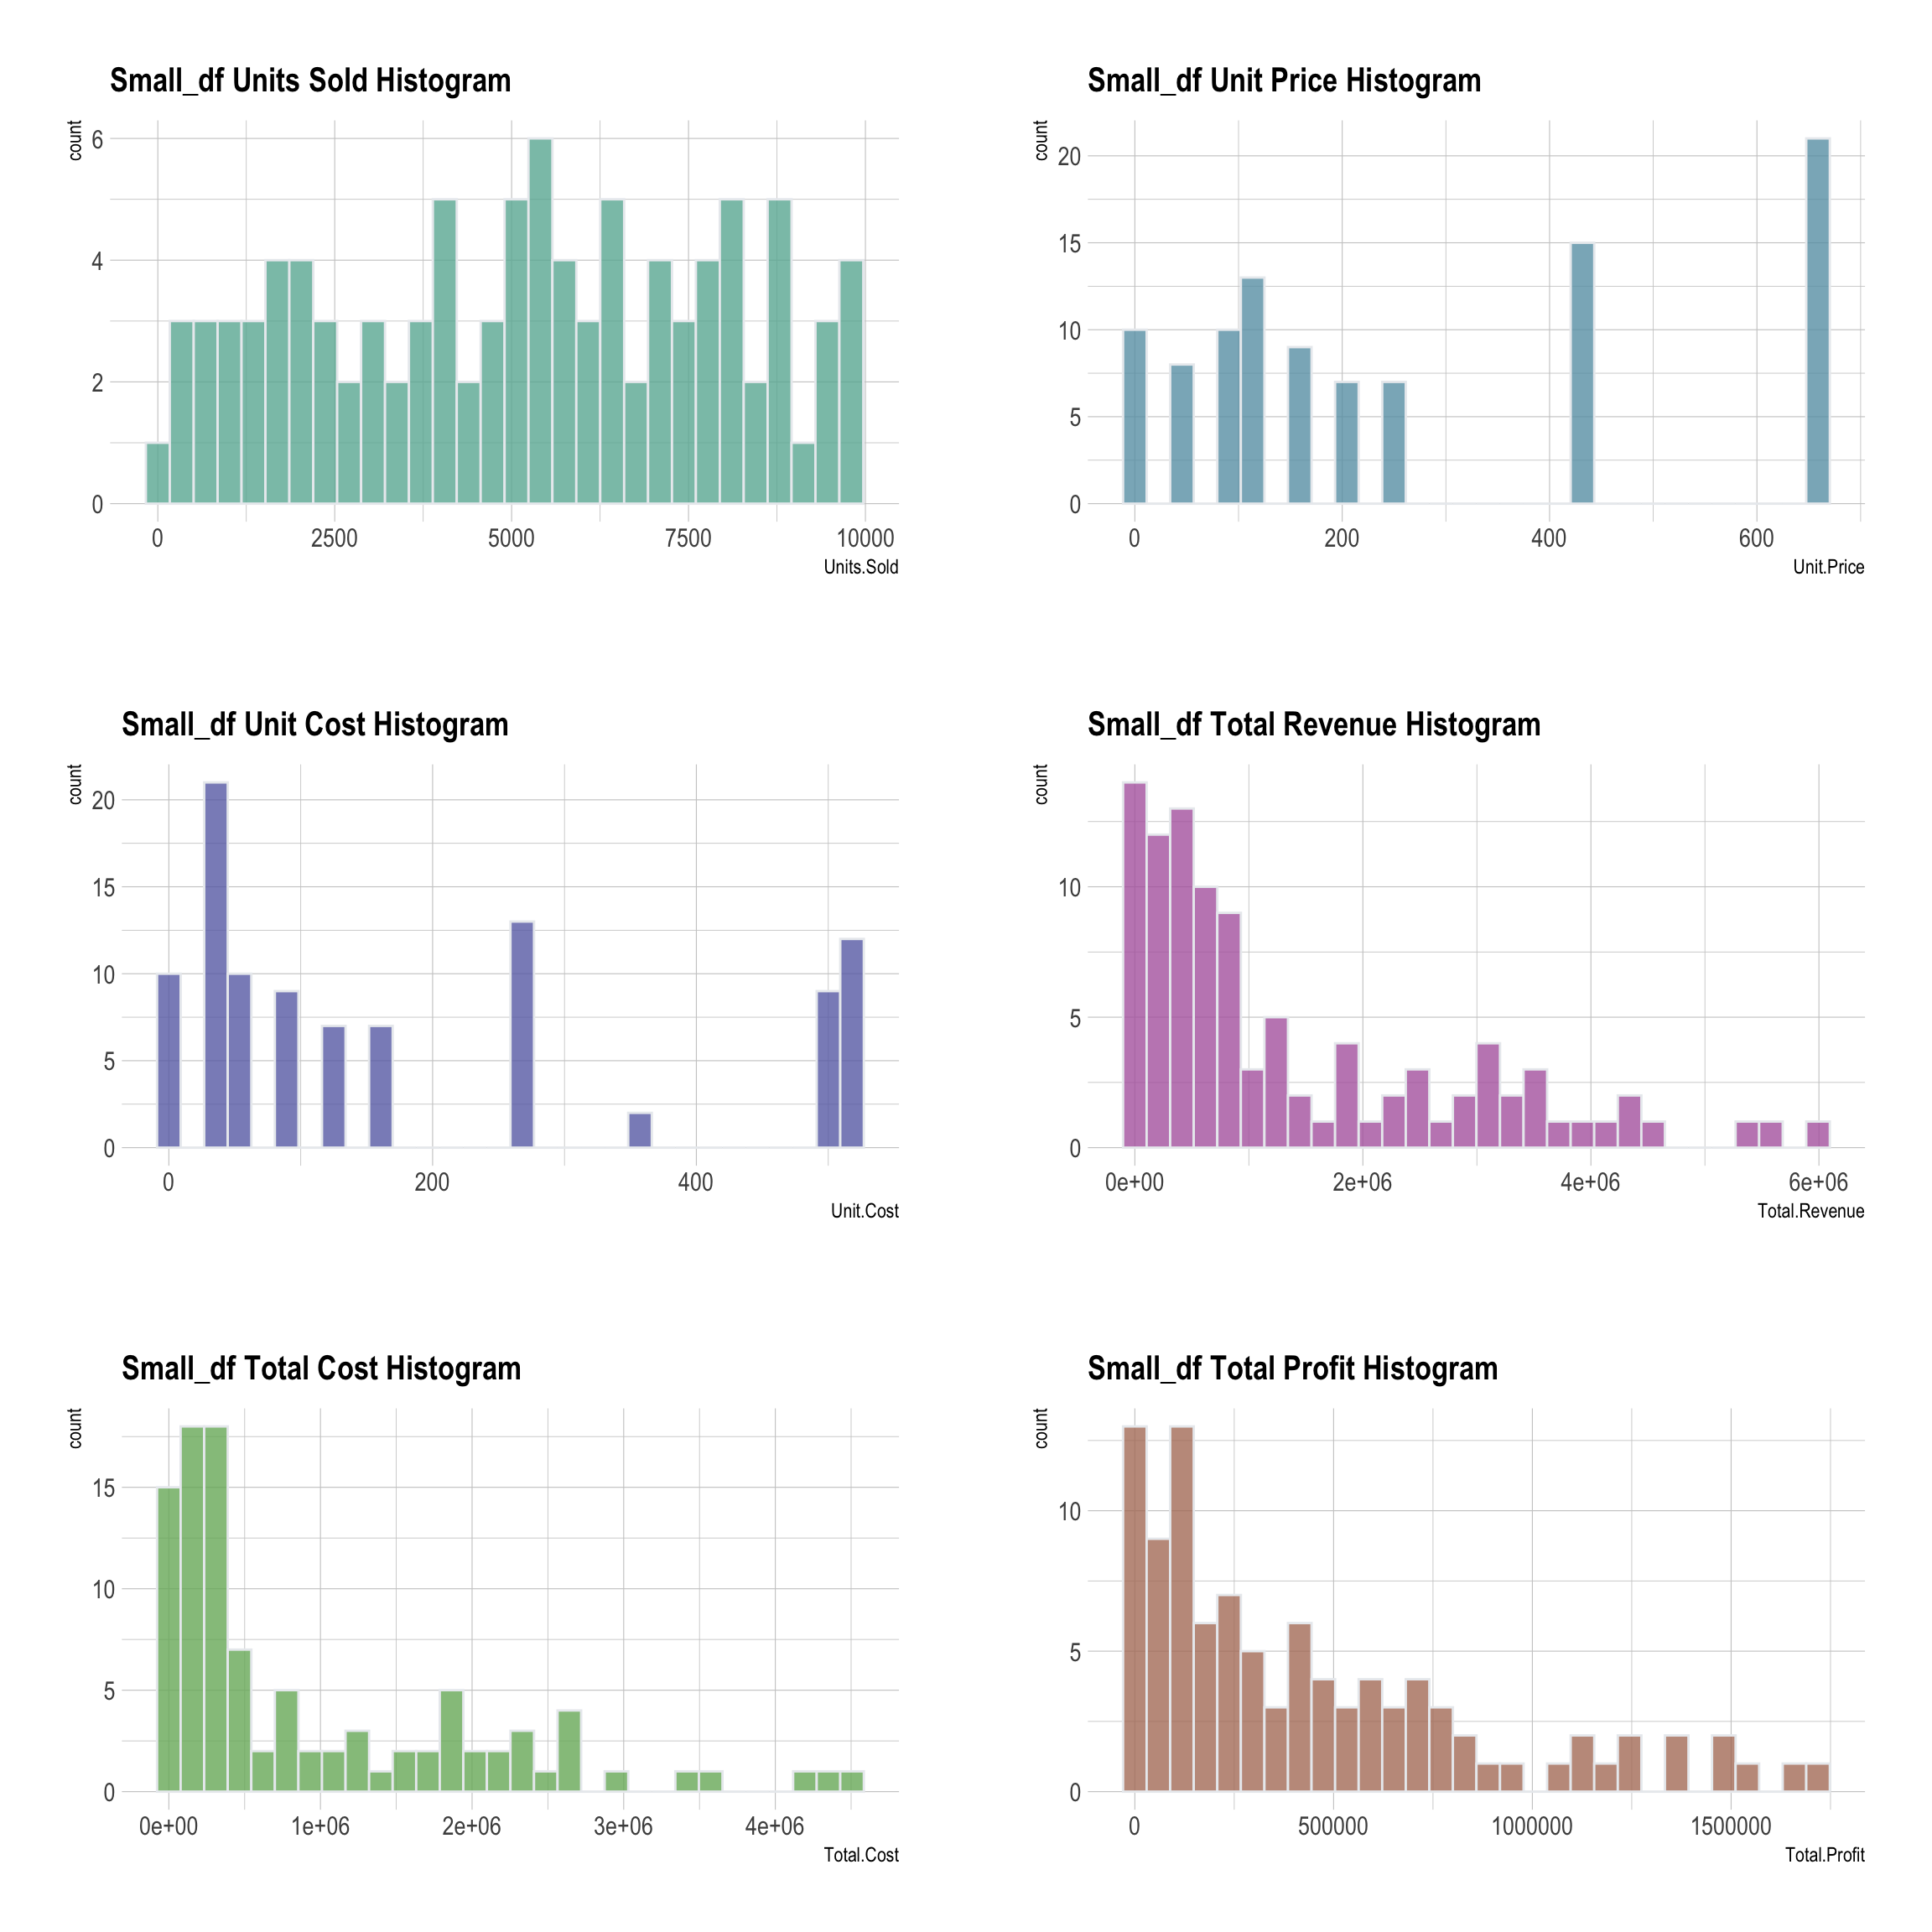 Small_df Units Sold Histogram
count
6
4
2
0
0 2500 5000 7500 10000
Units.Sold
Small_df Unit Price Histogram
count
20
15
10
5
0
0 200 400 600
Unit.Price
Small_df Unit Cost Histogram
count
20
15
10
5
0
0 200 400
Unit.Cost
Small_df Total Revenue Histogram
count
10
5
0
0e+00 2e+06 4e+06 6e+06
Total.Revenue
Small_df Total Cost Histogram
count
15
10
5
0
0e+00 1e+06 2e+06 3e+06 4e+06
Total.Cost
Small_df Total Profit Histogram
count
10
5
0
0 500000 1000000 1500000
Total.Profit